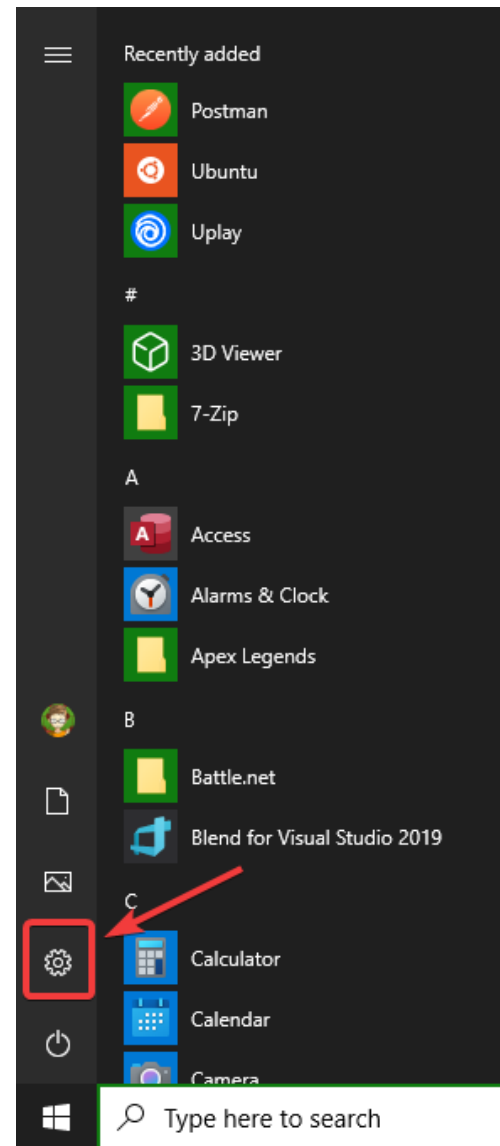 Recently added
Postman
Ubuntu
Uplay
#
3D Viewer
7-Zip
A
A
Access
Alarms & Clock
Apex Legends
B
Battle.net
Blend for Visual Studio 2019
C
Calculator
Calendar
Camera
Type here to search